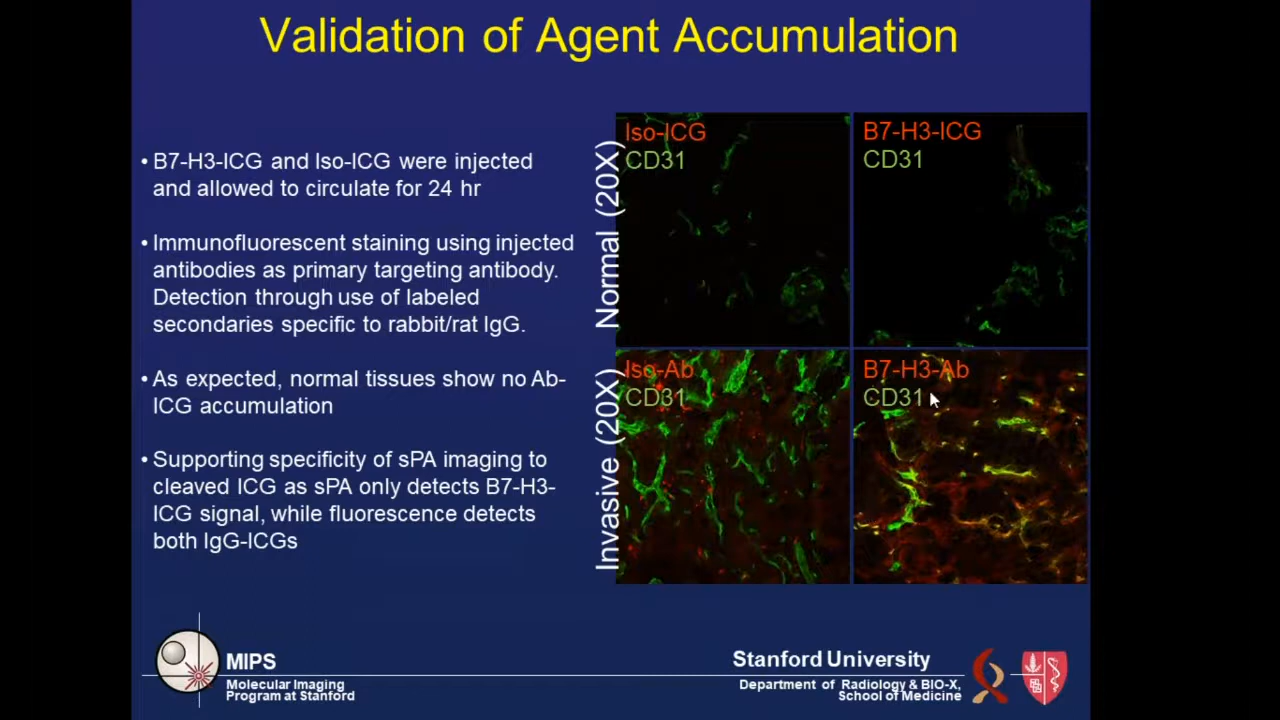 Validation of Agent Accumulation
• B7-H3-ICG and Iso-ICG were injected
and allowed to circulate for 24 hr
• Immunofluorescent staining using injected
antibodies as primary targeting antibody.
Detection through use of labeled
secondaries specific to rabbit/rat IgG.
• As expected, normal tissues show no Ab-
ICG accumulation
• Supporting specificity of sPA imaging to
cleaved ICG as sPA only detects B7-H3-
ICG signal, while fluorescence detects
both IgG-ICGs
Normal (20X)
Iso-ICG
CD31
B7-H3-ICG
CD31
Invasive (20X)
Iso-Ab
CD31
B7-H3-Ab
CD31
MIPS
Molecular Imaging
Program at Stanford
Stanford University
Department of Radiology & BIO-X,
School of Medicine